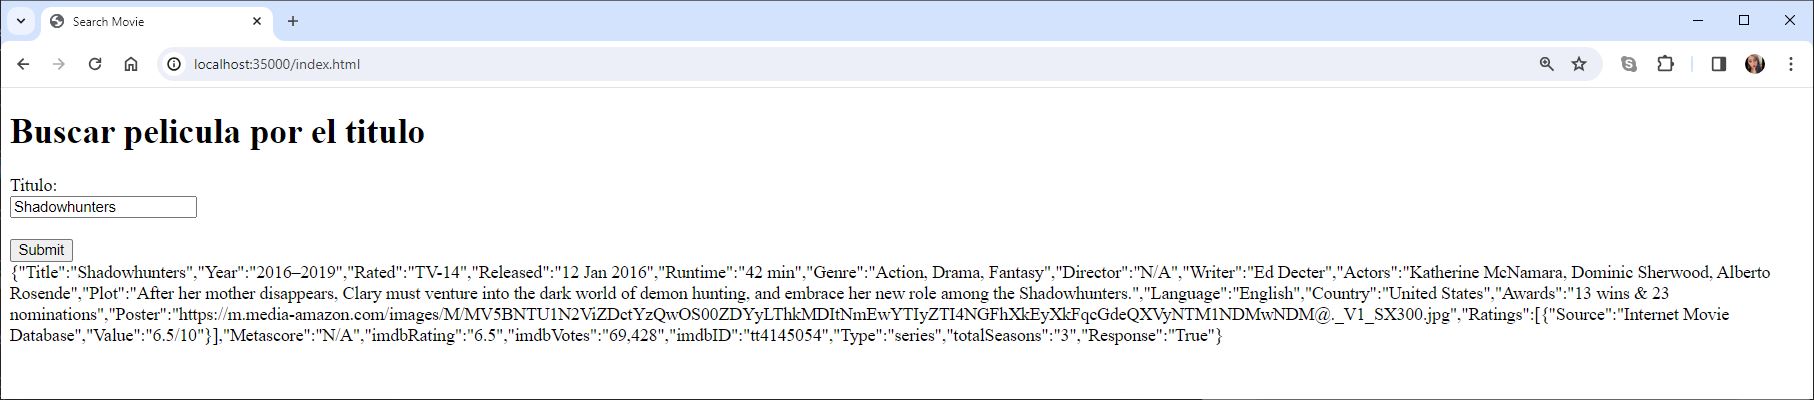 Search Movie
localhost:35000/index.html
Buscar pelicula por el titulo
Titulo:
Shadowhunters
Submit
{"Title":"Shadowhunters","Year":"2016–2019","Rated":"TV-14","Released":"12 Jan 2016","Runtime":"42 min","Genre":"Action, Drama, Fantasy","Director":"N/A","Writer":"Ed Decter","Actors":"Katherine McNamara, Dominic Sherwood, Alberto
Rosende","Plot":"After her mother disappears, Clary must venture into the dark world of demon hunting, and embrace her new role among the Shadowhunters.","Language":"English","Country":"United States","Awards":"13 wins & 23
nominations","Poster":"https://m.media-amazon.com/images/M/MV5BNTU1N2ViZDctYzQwOS00ZDYyLThkMDItNmEwYTIyZTI4NGFhXkEyXkFqcGdeQXVyNTM1NDMwNDM@._V1_SX300.jpg","Ratings":[{"Source":"Internet Movie
Database","Value":"6.5/10"}],"Metascore":"N/A","imdbRating":"6.5","imdbVotes":"69,428","imdbID":"tt4145054","Type":"series","totalSeasons":"3","Response":"True"}